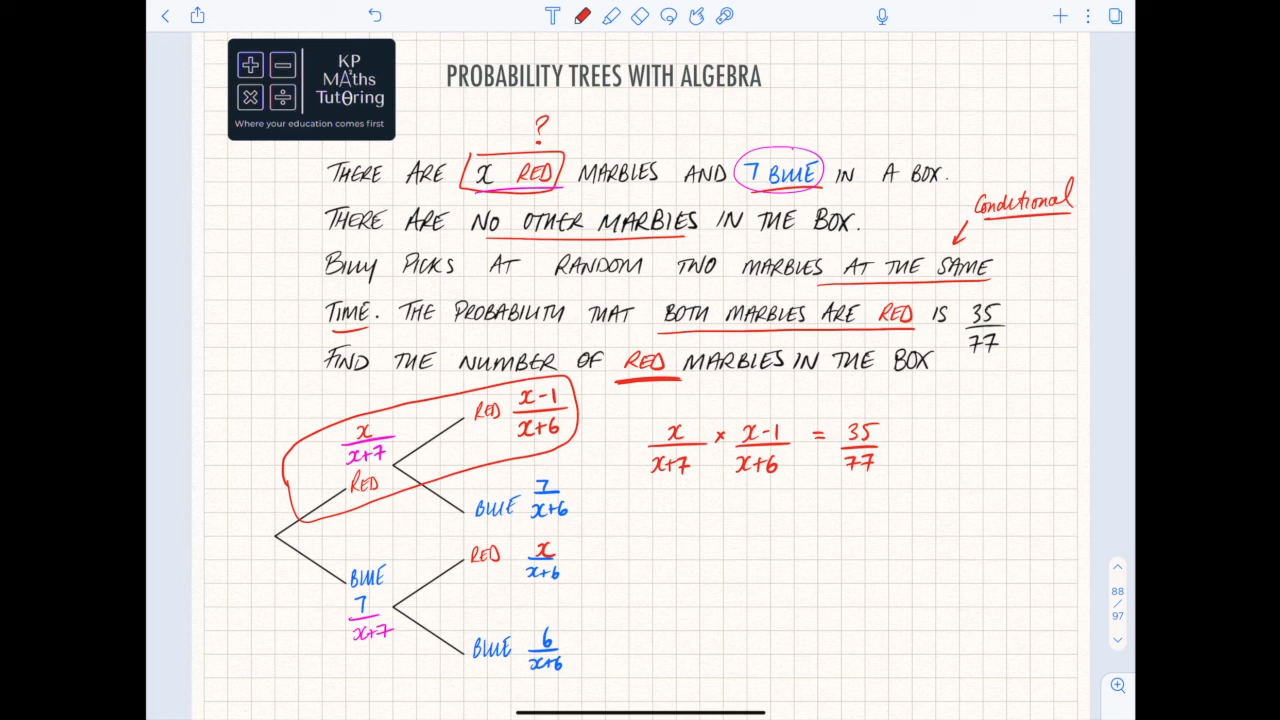 KP
MAths
TutOring
Where your education comes first
PROBABILITY TREES WITH ALGEBRA
?
THERE ARE x RED MARBLES AND 7 BLUE IN A BOX.
Conditional
THERE ARE NO OTHER MARBLES IN THE BOX.
BILLY PICKS AT RANDOM TWO MARBLES AT THE SAME
TIME. THE PROBABILITY THAT BOTH MARBLES ARE RED IS 35/77
FIND THE NUMBER OF RED MARBLES IN THE BOX
RED x-1/x+6
x/x+7
RED
x/x+7 × x-1/x+6 = 35/77
BLUE 7/x+6
RED x/x+6
BLUE
7/x+7
BLUE 6/x+6
88
/
97